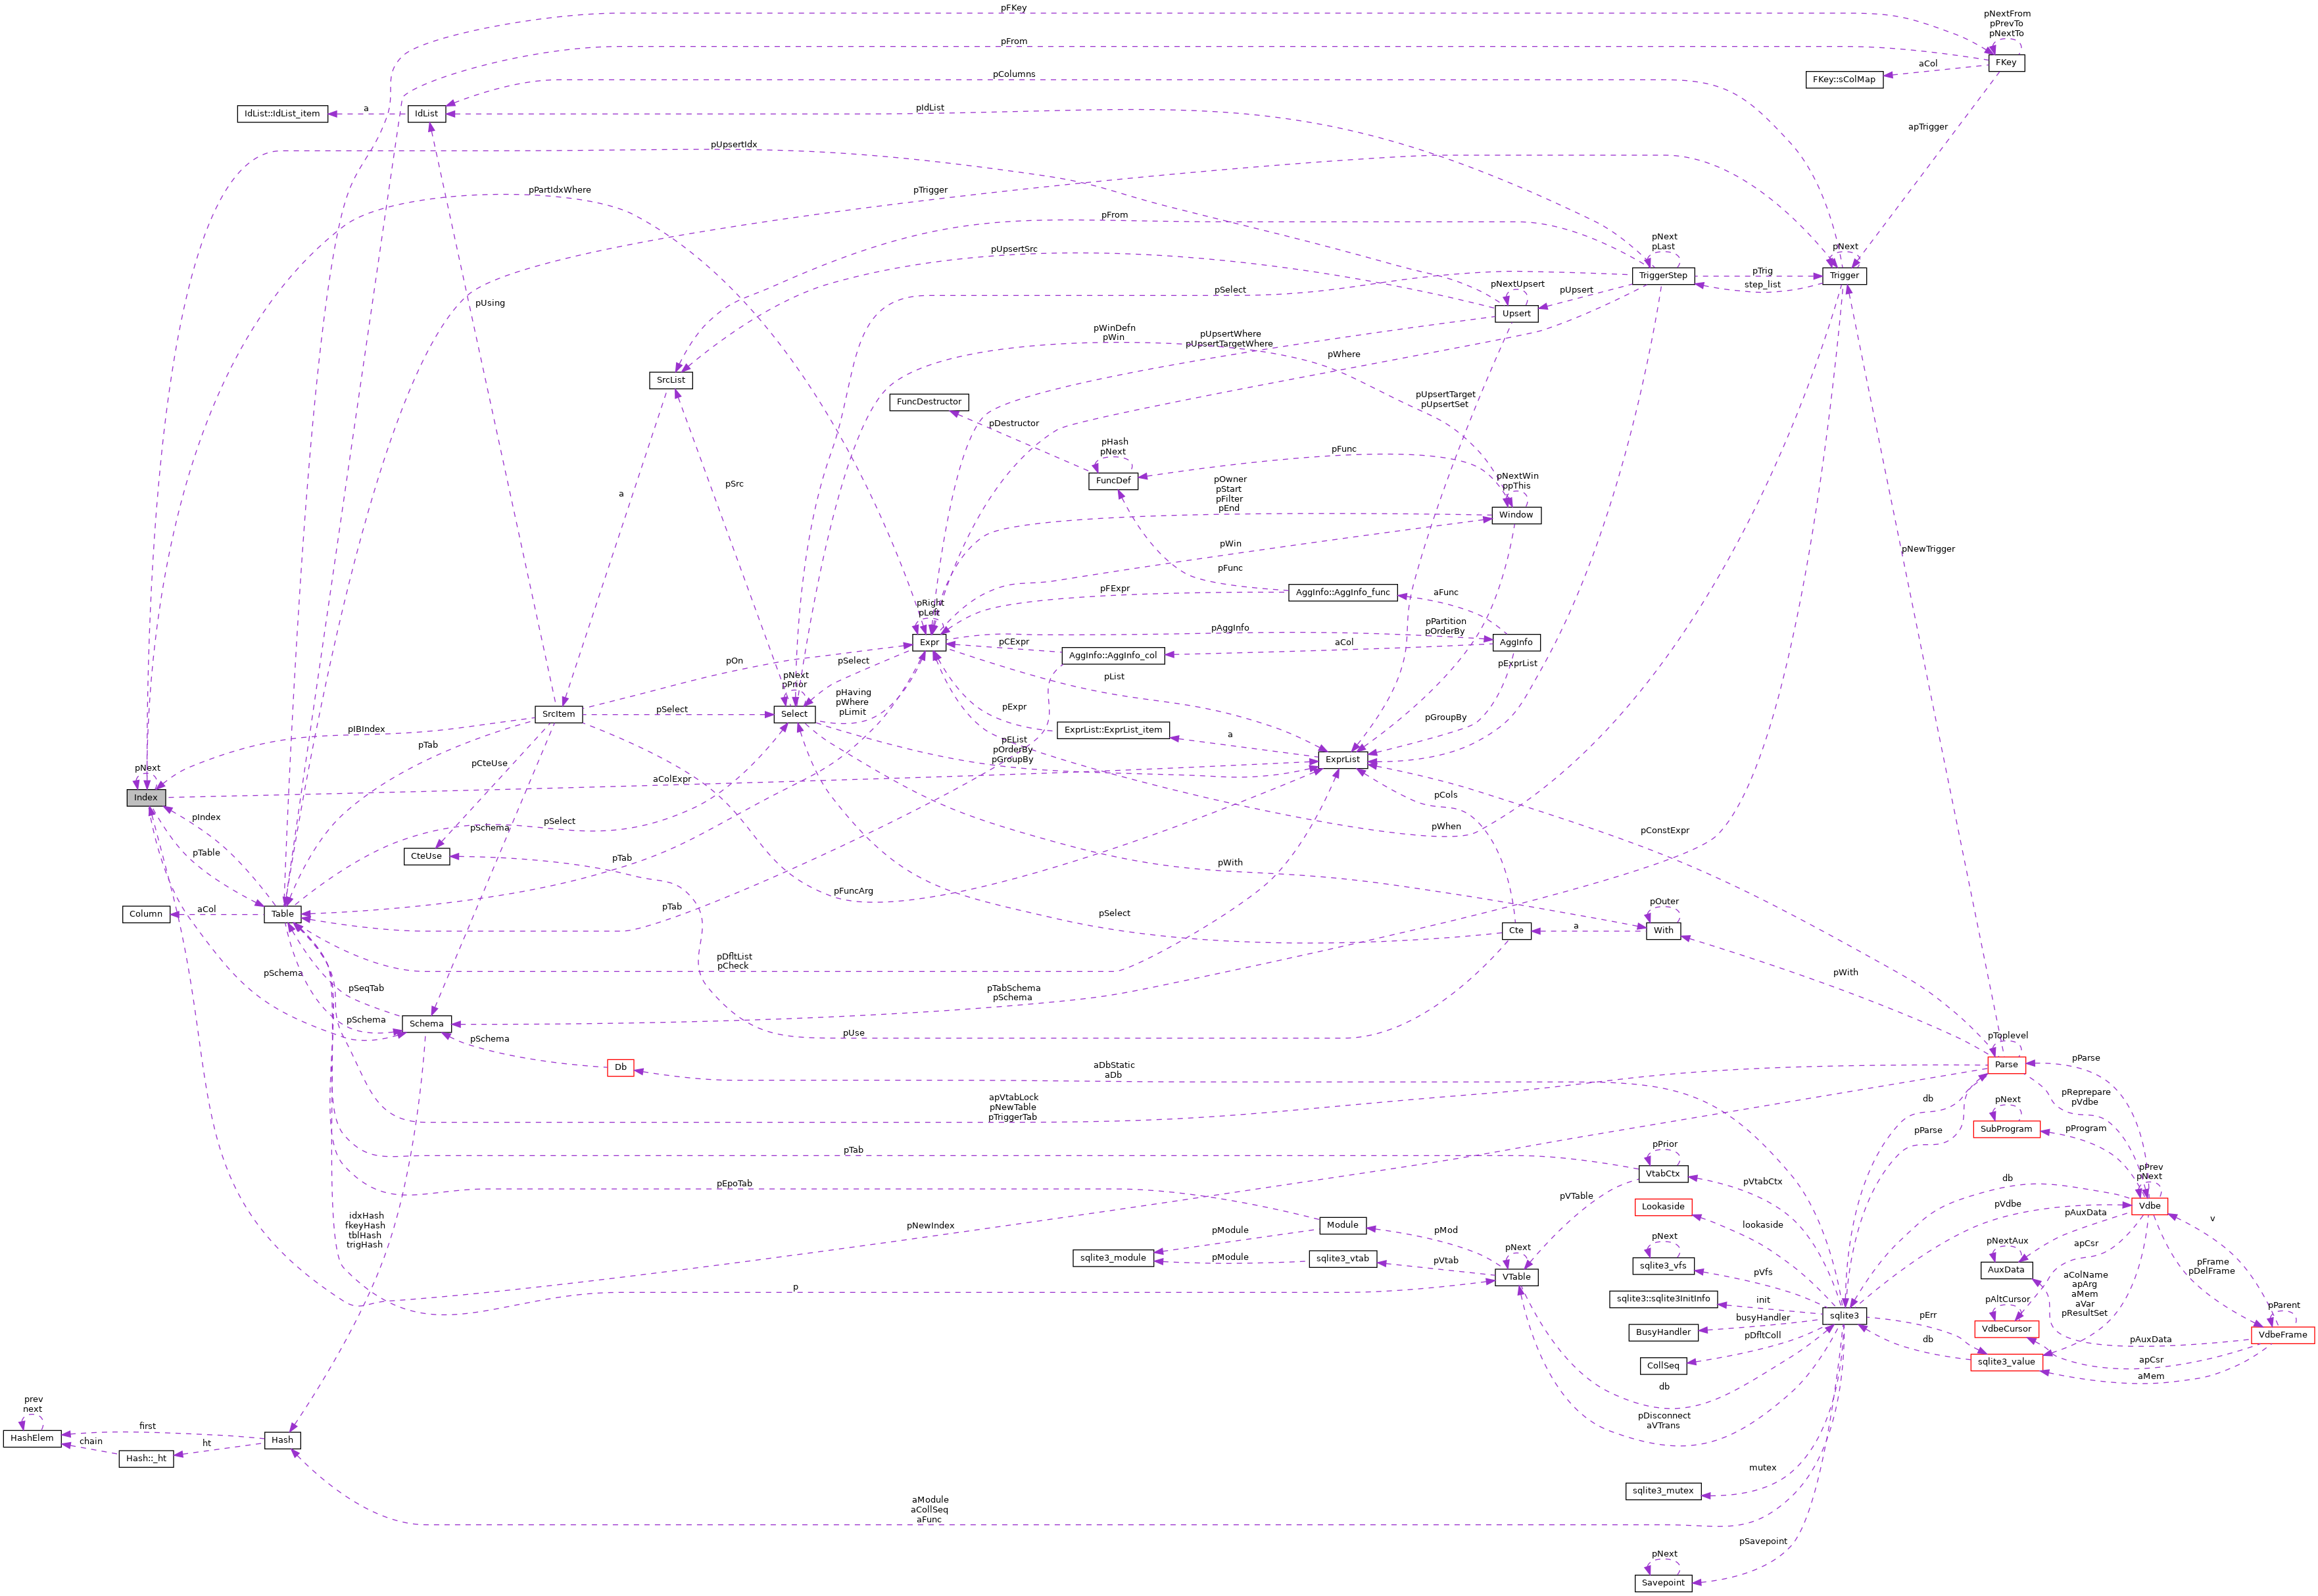 pFKey
pNextFrom
pPrevTo
pNextTo
pFrom
FKey
aCol
FKey::sColMap
pColumns
IdList::IdList_item
a
IdList
pIdList
apTrigger
pUpsertIdx
pPartIdxWhere
pTrigger
pFrom
pUpsertSrc
pNext
pLast
TriggerStep
pTrig
step_list
pNext
Trigger
pUsing
pSelect
pUpsert
pNextUpsert
Upsert
pWinDefn
pWin
pUpsertWhere
pUpsertTargetWhere
pWhere
SrcList
FuncDestructor
pUpsertTarget
pUpsertSet
pDestructor
pHash
pNext
FuncDef
pFunc
pSrc
a
pOwner
pStart
pFilter
pEnd
pNextWin
ppThis
Window
pWin
pNewTrigger
pFunc
pFExpr
AggInfo::AggInfo_func
aFunc
pRight
pLeft
Expr
pAggInfo
pPartition
pOrderBy
AggInfo
pCExpr
AggInfo::AggInfo_col
aCol
pOn
pSelect
pList
pExprList
pNext
pPrior
Select
pHaving
pWhere
pLimit
SrcItem
pSelect
pExpr
ExprList::ExprList_item
a
pGroupBy
pIBIndex
pTab
pEList
pOrderBy
pGroupBy
ExprList
pCteUse
pNext
Index
aColExpr
pCols
pIndex
pSchema
pSelect
pWhen
pConstExpr
pTable
CteUse
pTab
pWith
pFuncArg
Column
aCol
Table
pTab
pSelect
pOuter
Cte
a
With
pDfltList
pCheck
pSchema
pSeqTab
pTabSchema
pSchema
pWith
pSchema
Schema
pUse
pSchema
pToplevel
Parse
pParse
Db
aDbStatic
aDb
apVtabLock
pNewTable
pTriggerTab
db
pReprepare
pVdbe
pNext
SubProgram
pProgram
pParse
pTab
pPrior
VtabCtx
pVtabCtx
pPrev
pNext
Vdbe
db
pEpoTab
pVTable
Lookaside
lookaside
pVdbe
pAuxData
v
idxHash
fkeyHash
tblHash
trigHash
pNewIndex
Module
pModule
pMod
sqlite3_module
pModule
sqlite3_vtab
pVtab
pNext
VTable
pNext
sqlite3_vfs
pVfs
pNextAux
AuxData
apCsr
pFrame
pDelFrame
p
sqlite3::sqlite3InitInfo
init
sqlite3
aColName
apArg
aMem
aVar
pResultSet
pAltCursor
VdbeCursor
pParent
VdbeFrame
BusyHandler
busyHandler
pErr
pDfltColl
db
pAuxData
CollSeq
sqlite3_value
apCsr
aMem
db
pDisconnect
aVTrans
prev
next
HashElem
first
chain
Hash::_ht
ht
Hash
mutex
sqlite3_mutex
aModule
aCollSeq
aFunc
pSavepoint
pNext
Savepoint